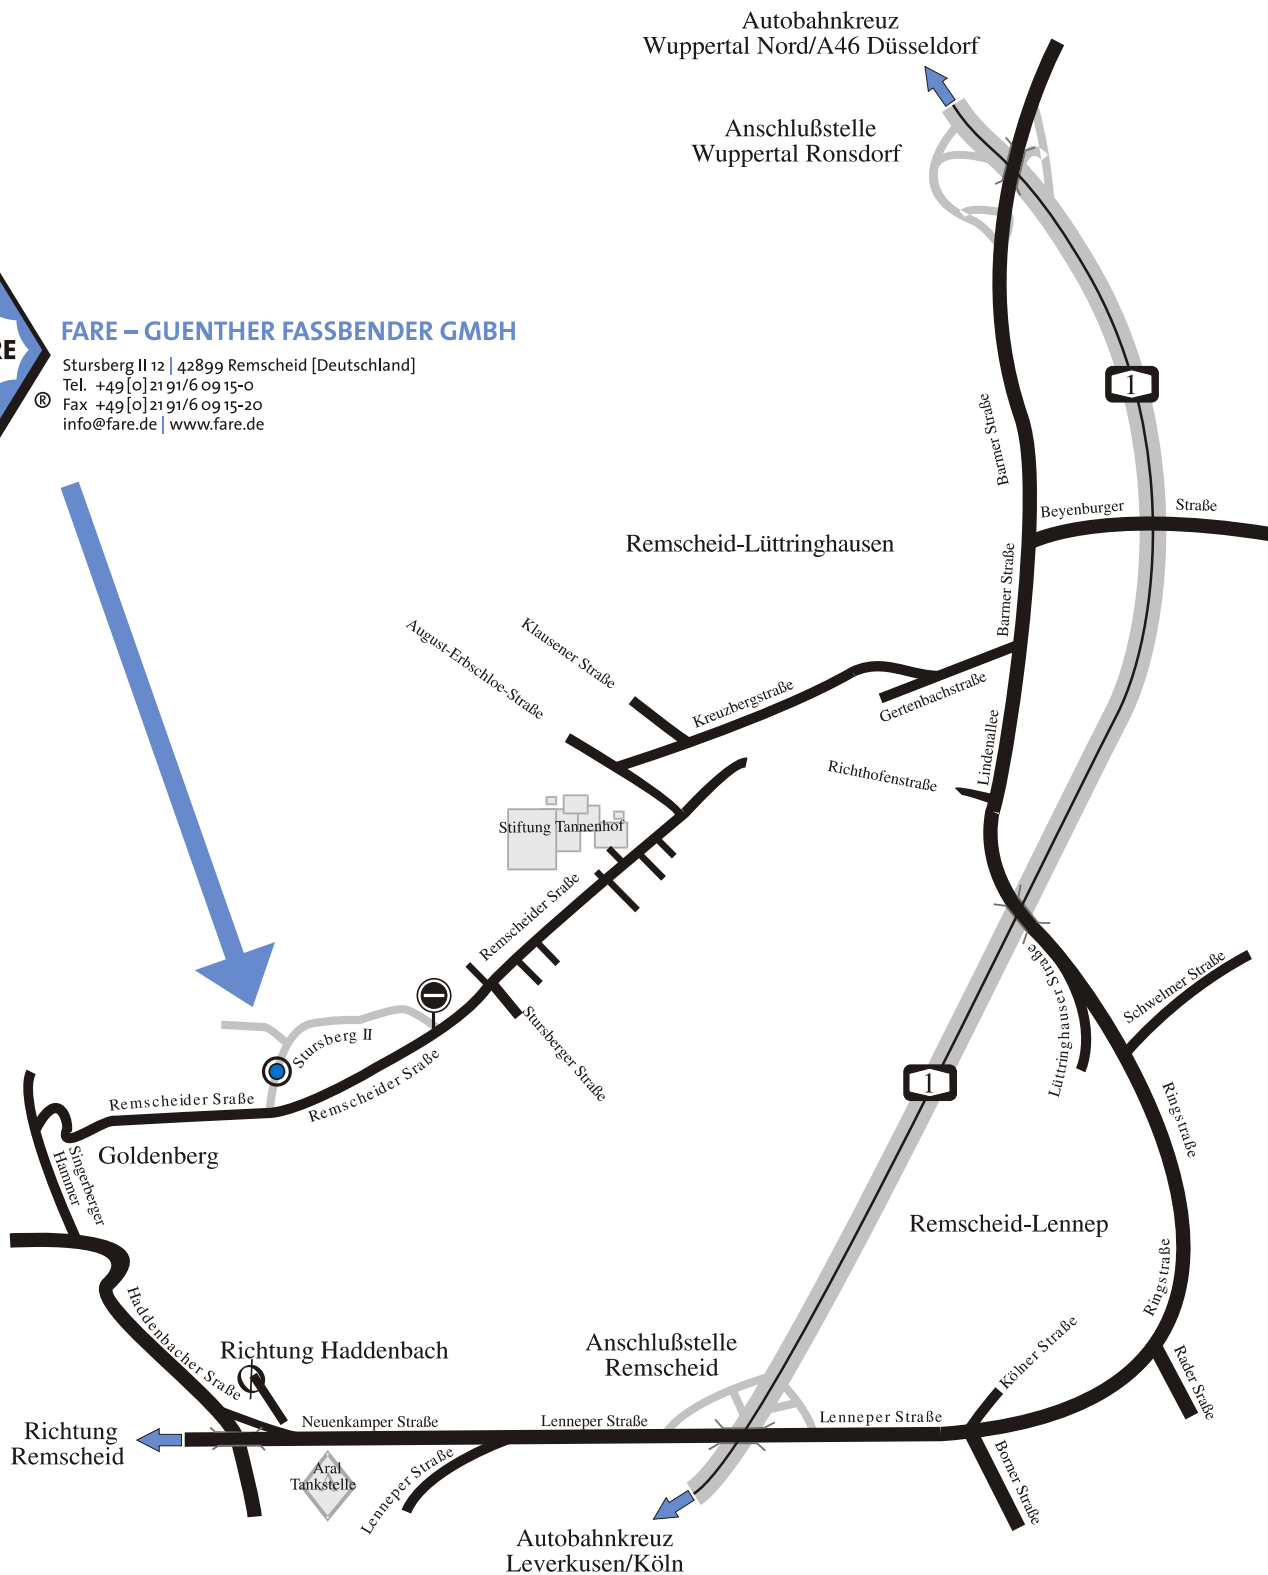 Autobahnkreuz
Wuppertal Nord/A46 Düsseldorf
Anschlußstelle
Wuppertal Ronsdorf
RE
®
FARE – GUENTHER FASSBENDER GMBH
Stursberg II 12 | 42899 Remscheid [Deutschland]
Tel. +49 [0] 21 91/6 09 15-0
Fax +49 [0] 21 91/6 09 15-20
info@fare.de | www.fare.de
1
Barmer Straße
Beyenburger Straße
Remscheid-Lüttringhausen
Barmer Straße
August-Erbschloe-Straße
Klausener Straße
Kreuzbergstraße
Gertenbachstraße
Lindenallee
Richthofenstraße
Stiftung Tannenhof
Remscheider Sraße
Lüttringhauser Straße
Schwelmer Straße
Stursberg II
Stursberger Straße
Remscheider Sraße
Remscheider Sraße
1
Ringstraße
Goldenberg
Singerberger
Hammer
Remscheid-Lennep
Ringstraße
Haddenbacher Sraße
Richtung Haddenbach
Anschlußstelle
Remscheid
Kölner Straße
Rader Sraße
Richtung
Remscheid
Neuenkamper Straße
Lenneper Straße
Lenneper Straße
Aral
Tankstelle
Lenneper Straße
Borner Straße
Autobahnkreuz
Leverkusen/Köln